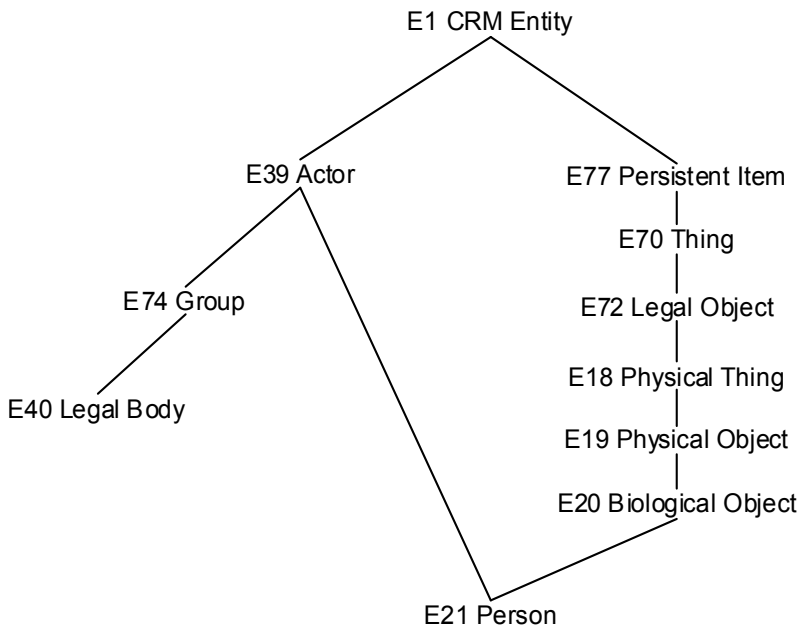 E1 CRM Entity
E39 Actor
E77 Persistent Item
E70 Thing
E74 Group
E72 Legal Object
E18 Physical Thing
E40 Legal Body
E19 Physical Object
E20 Biological Object
E21 Person